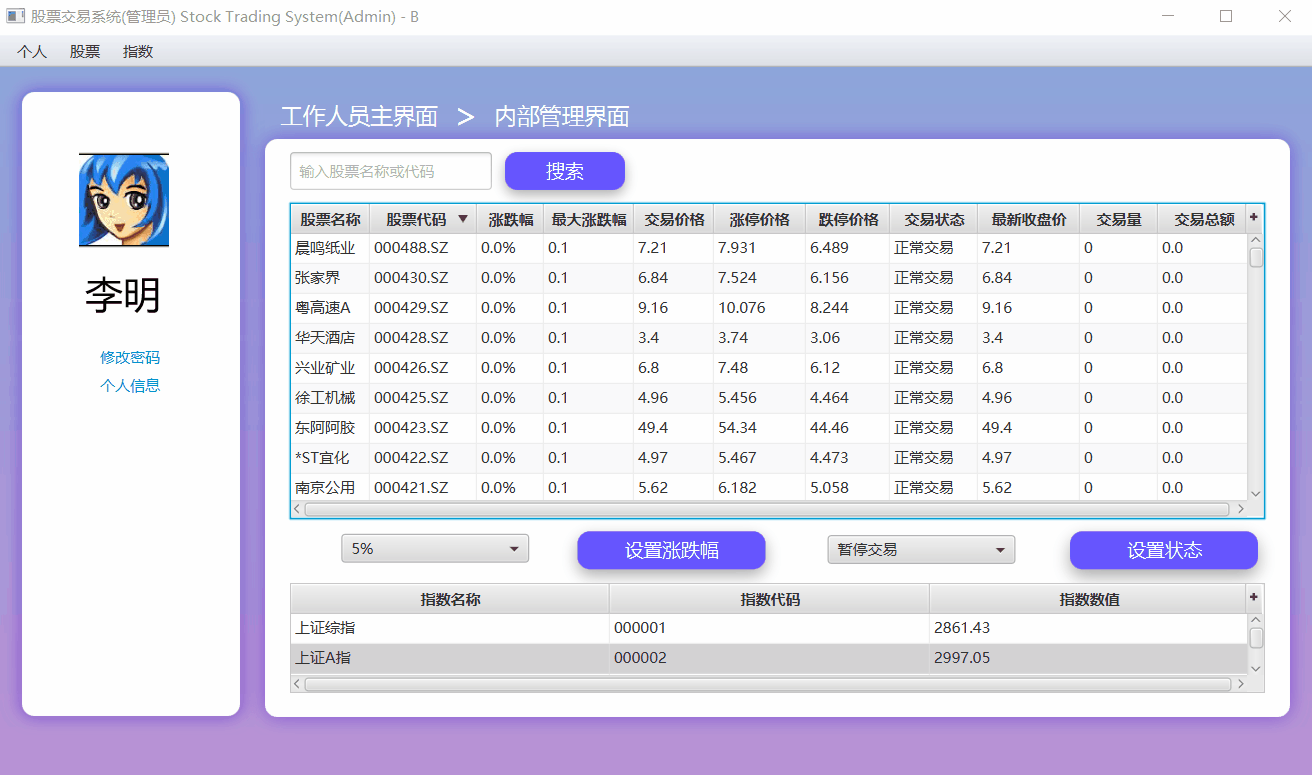 股票交易系统(管理员) Stock Trading System(Admin) - B
个人 股票 指数
李明
修改密码
个人信息
工作人员主界面 > 内部管理界面
输入股票名称或代码 搜索
股票名称 股票代码 涨跌幅 最大涨跌幅 交易价格 涨停价格 跌停价格 交易状态 最新收盘价 交易量 交易总额 +
晨鸣纸业 000488.SZ 0.0% 0.1 7.21 7.931 6.489 正常交易 7.21 0 0.0
张家界 000430.SZ 0.0% 0.1 6.84 7.524 6.156 正常交易 6.84 0 0.0
粤高速A 000429.SZ 0.0% 0.1 9.16 10.076 8.244 正常交易 9.16 0 0.0
华天酒店 000428.SZ 0.0% 0.1 3.4 3.74 3.06 正常交易 3.4 0 0.0
兴业矿业 000426.SZ 0.0% 0.1 6.8 7.48 6.12 正常交易 6.8 0 0.0
徐工机械 000425.SZ 0.0% 0.1 4.96 5.456 4.464 正常交易 4.96 0 0.0
东阿阿胶 000423.SZ 0.0% 0.1 49.4 54.34 44.46 正常交易 49.4 0 0.0
*ST宜化 000422.SZ 0.0% 0.1 4.97 5.467 4.473 正常交易 4.97 0 0.0
南京公用 000421.SZ 0.0% 0.1 5.62 6.182 5.058 正常交易 5.62 0 0.0
5% 设置涨跌幅 暂停交易 设置状态
指数名称 指数代码 指数数值 +
上证综指 000001 2861.43
上证A指 000002 2997.05